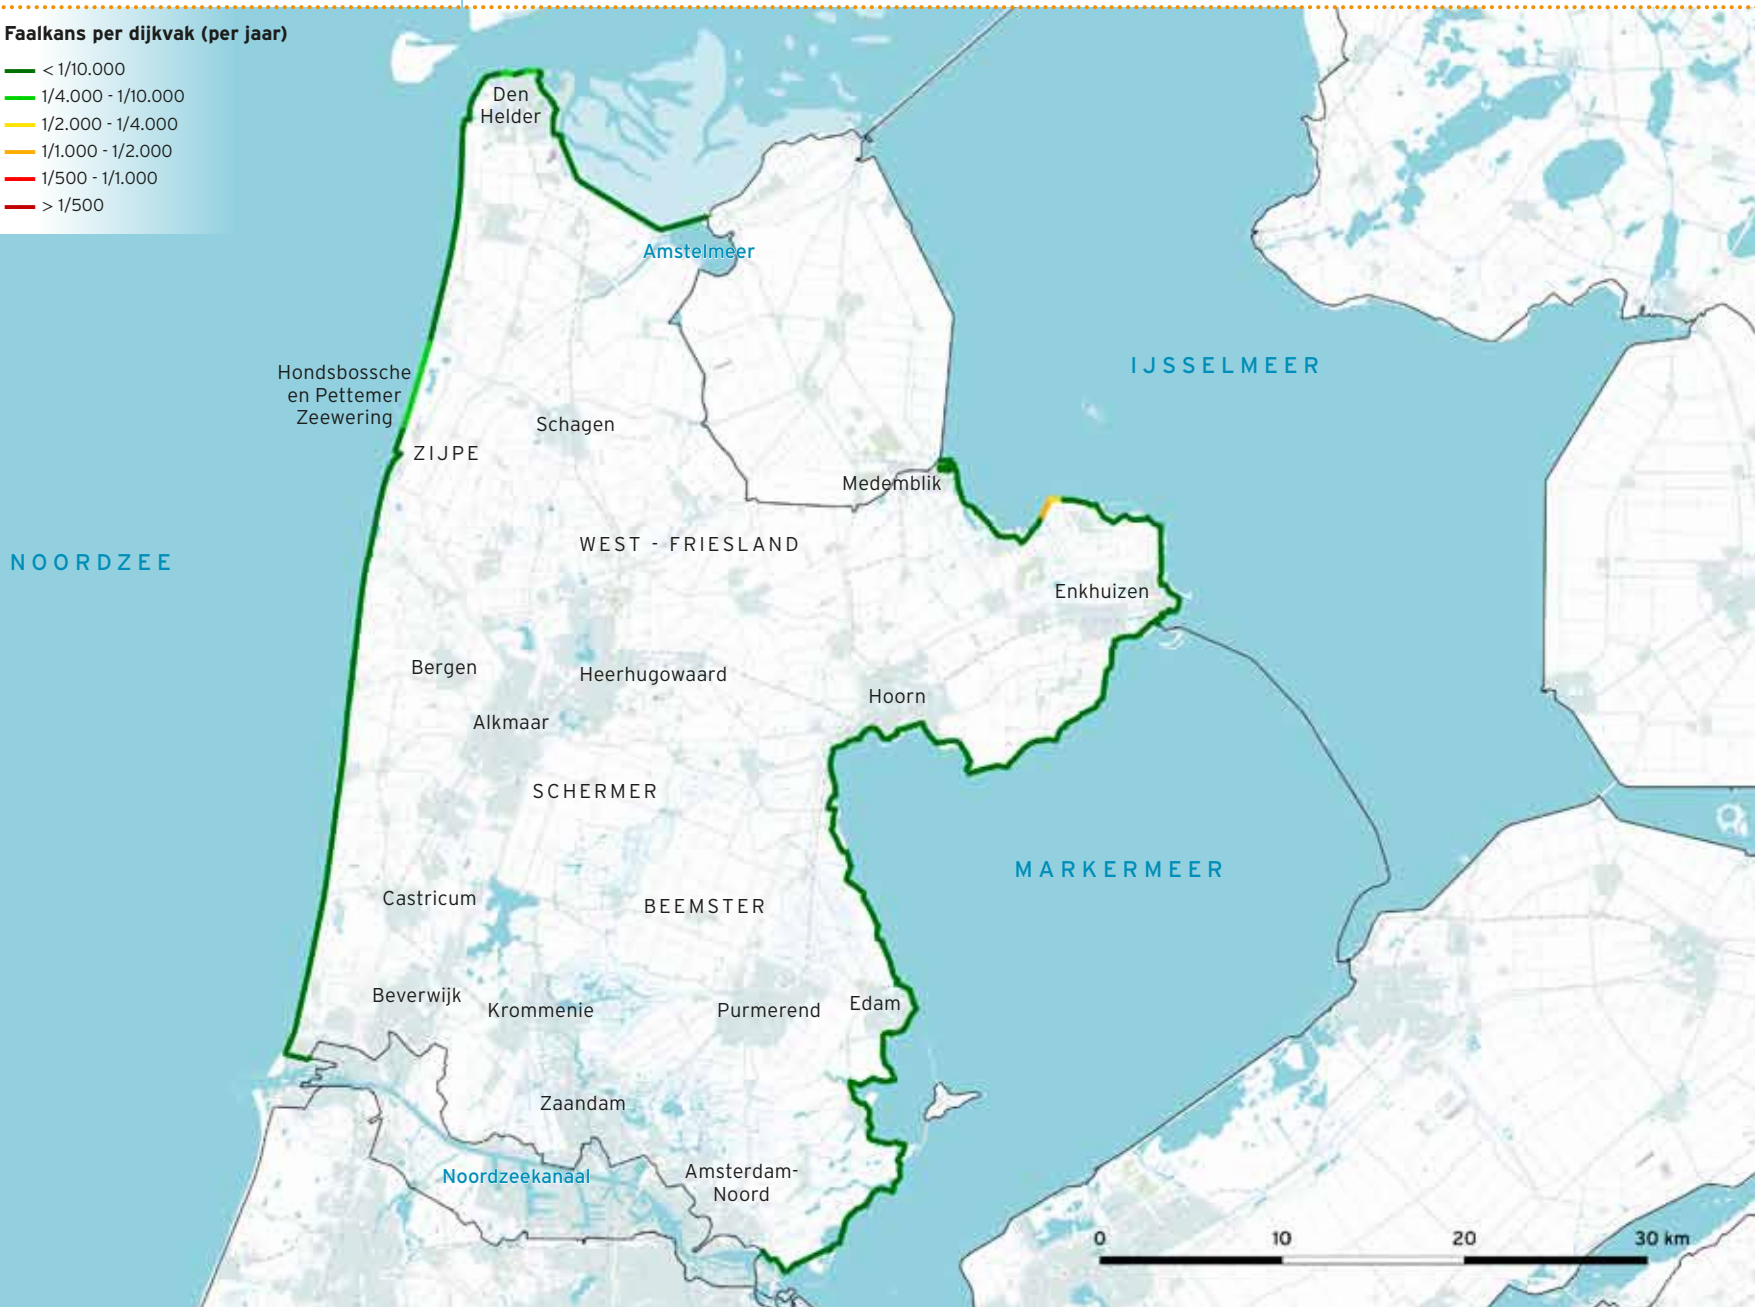 Faalkans per dijkvak (per jaar)
< 1/10.000
1/4.000 - 1/10.000
1/2.000 - 1/4.000
1/1.000 - 1/2.000
1/500 - 1/1.000
> 1/500
Den
Helder
Amstelmeer
IJSSELMEER
Hondsbossche
en Pettemer
Zeewering
Schagen
ZIJPE
Medemblik
WEST - FRIESLAND
NOORDZEE
Enkhuizen
Bergen
Heerhugowaard
Hoorn
Alkmaar
SCHERMER
MARKERMEER
Castricum
BEEMSTER
Beverwijk
Krommenie
Purmerend
Edam
Zaandam
Noordzeekanaal
Amsterdam-
Noord
0 10 20 30 km